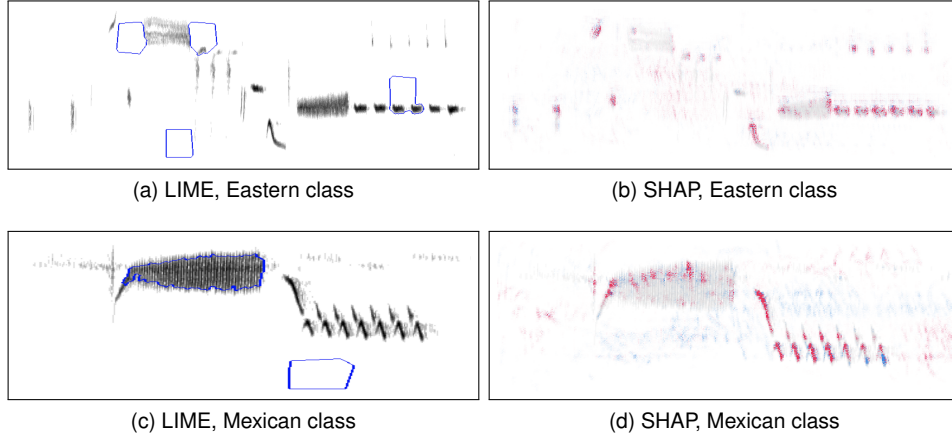 (a) LIME, Eastern class
(b) SHAP, Eastern class
(c) LIME, Mexican class
(d) SHAP, Mexican class